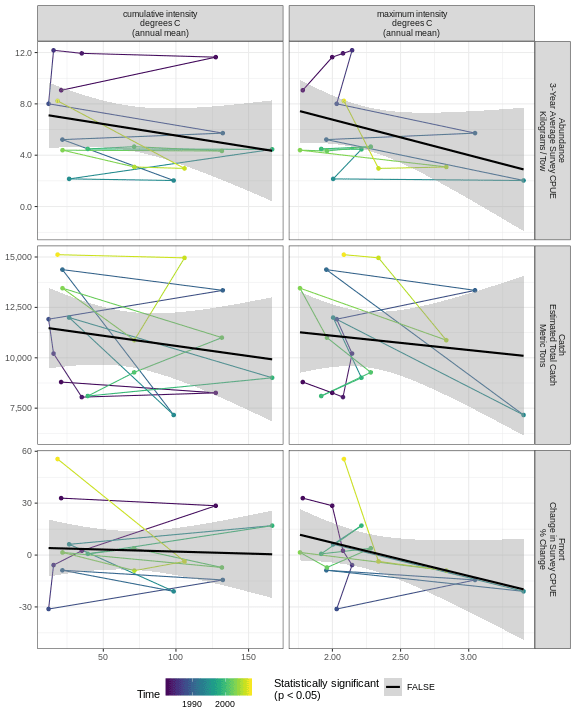 cumulative intensity
degrees C
(annual mean)
maximum intensity
degrees C
(annual mean)
12.0
8.0
4.0
0.0
Abundance
3-Year Average Survey CPUE
Kilograms / Tow
15,000
12,500
10,000
7,500
Catch
Estimated Total Catch
Metric Tons
60
30
0
-30
Fmort
Change in Survey CPUE
% Change
50
100
150
2.00
2.50
3.00
Time
1990
2000
Statistically significant
(p < 0.05)
FALSE